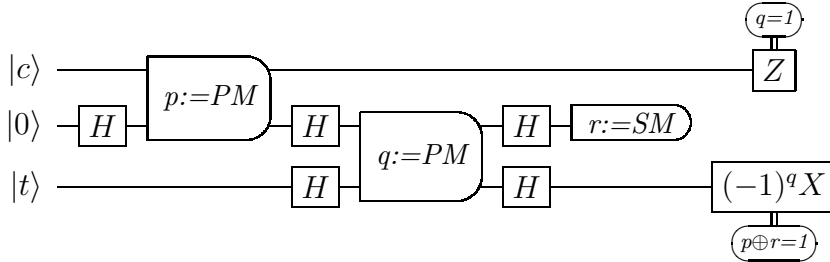 q=1
|c⟩ p:=PM Z
|0⟩ H H H r:=SM
q:=PM
|t⟩ H H (−1)^q X
p⊕r=1